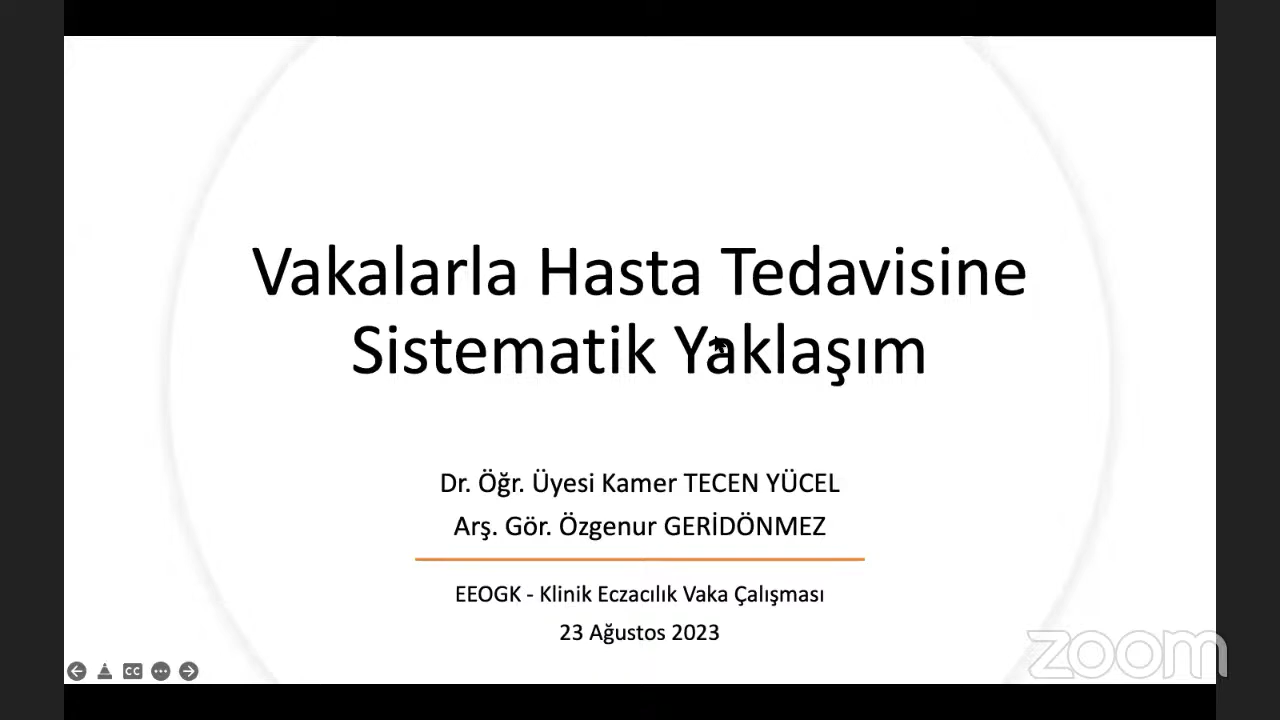 Vakalarla Hasta Tedavisine
Sistematik Yaklaşım
Dr. Öğr. Üyesi Kamer TECEN YÜCEL
Arş. Gör. Özgenur GERİDÖNMEZ
EEOGK - Klinik Eczacılık Vaka Çalışması
23 Ağustos 2023
CC
zoom